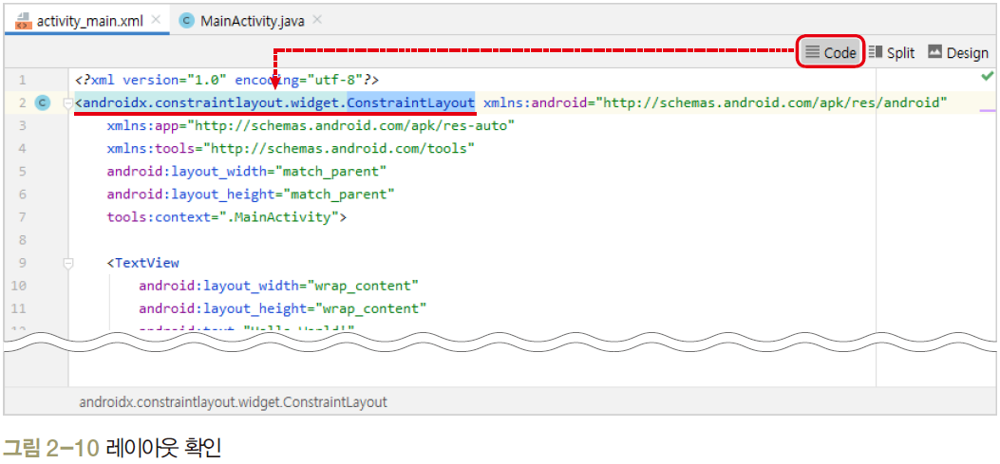 activity_main.xml MainActivity.java
Code Split Design
1 <?xml version="1.0" encoding="utf-8"?>
2 <androidx.constraintlayout.widget.ConstraintLayout xmlns:android="http://schemas.android.com/apk/res/android"
3 xmlns:app="http://schemas.android.com/apk/res-auto"
4 xmlns:tools="http://schemas.android.com/tools"
5 android:layout_width="match_parent"
6 android:layout_height="match_parent"
7 tools:context=".MainActivity">
8
9 <TextView
10 android:layout_width="wrap_content"
11 android:layout_height="wrap_content"
12 android:text="Hello World!"
androidx.constraintlayout.widget.ConstraintLayout
그림 2-10 레이아웃 확인